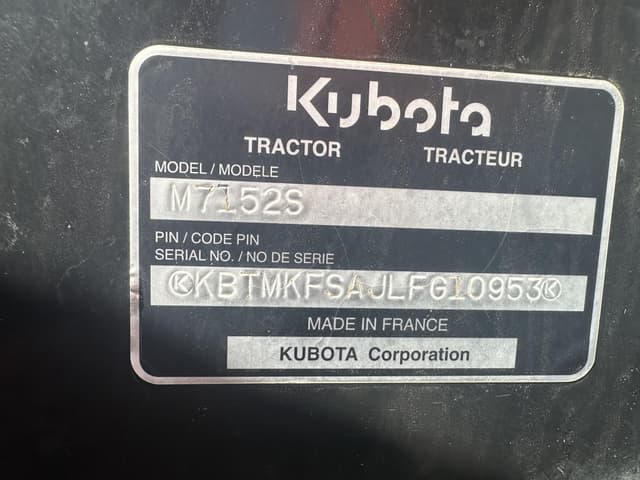 Kubota
TRACTOR TRACTEUR
MODEL / MODELE
M7152S
PIN / CODE PIN
SERIAL NO. / NO DE SERIE
KBTMKFSAJLFG10953
MADE IN FRANCE
KUBOTA Corporation